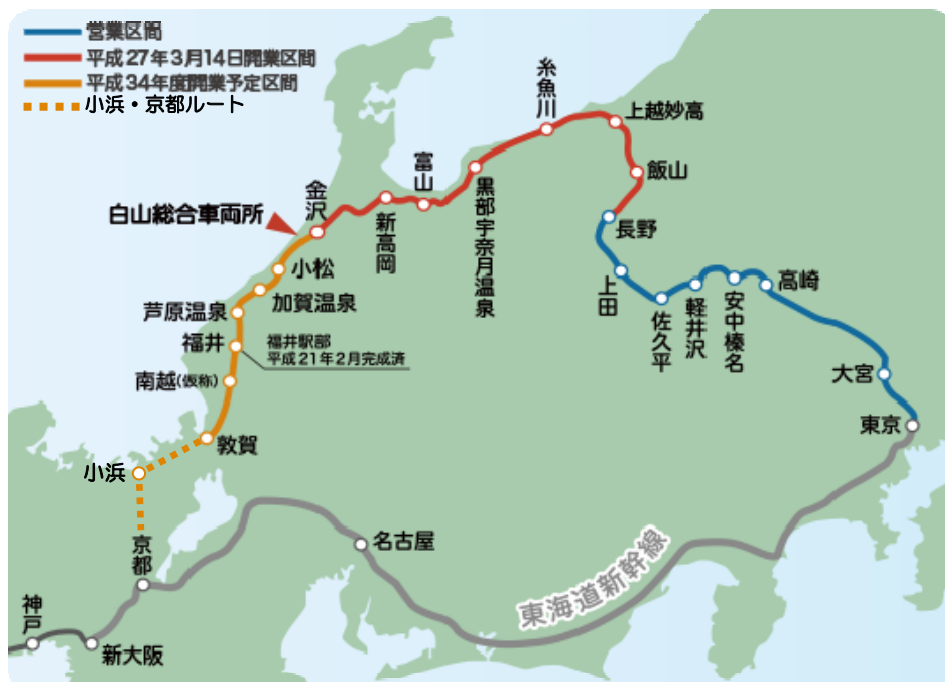 営業区間
平成27年3月14日開業区間
平成34年度開業予定区間
小浜・京都ルート
糸魚川
上越妙高
富山
飯山
黒部宇奈月温泉
金沢
白山総合車両所
新高岡
長野
小松
上田
高崎
安中榛名
軽井沢
佐久平
加賀温泉
芦原温泉
福井
福井駅部
平成21年2月完成済
南越(仮称)
大宮
東京
敦賀
小浜
京都
名古屋
東海道新幹線
神戸
新大阪